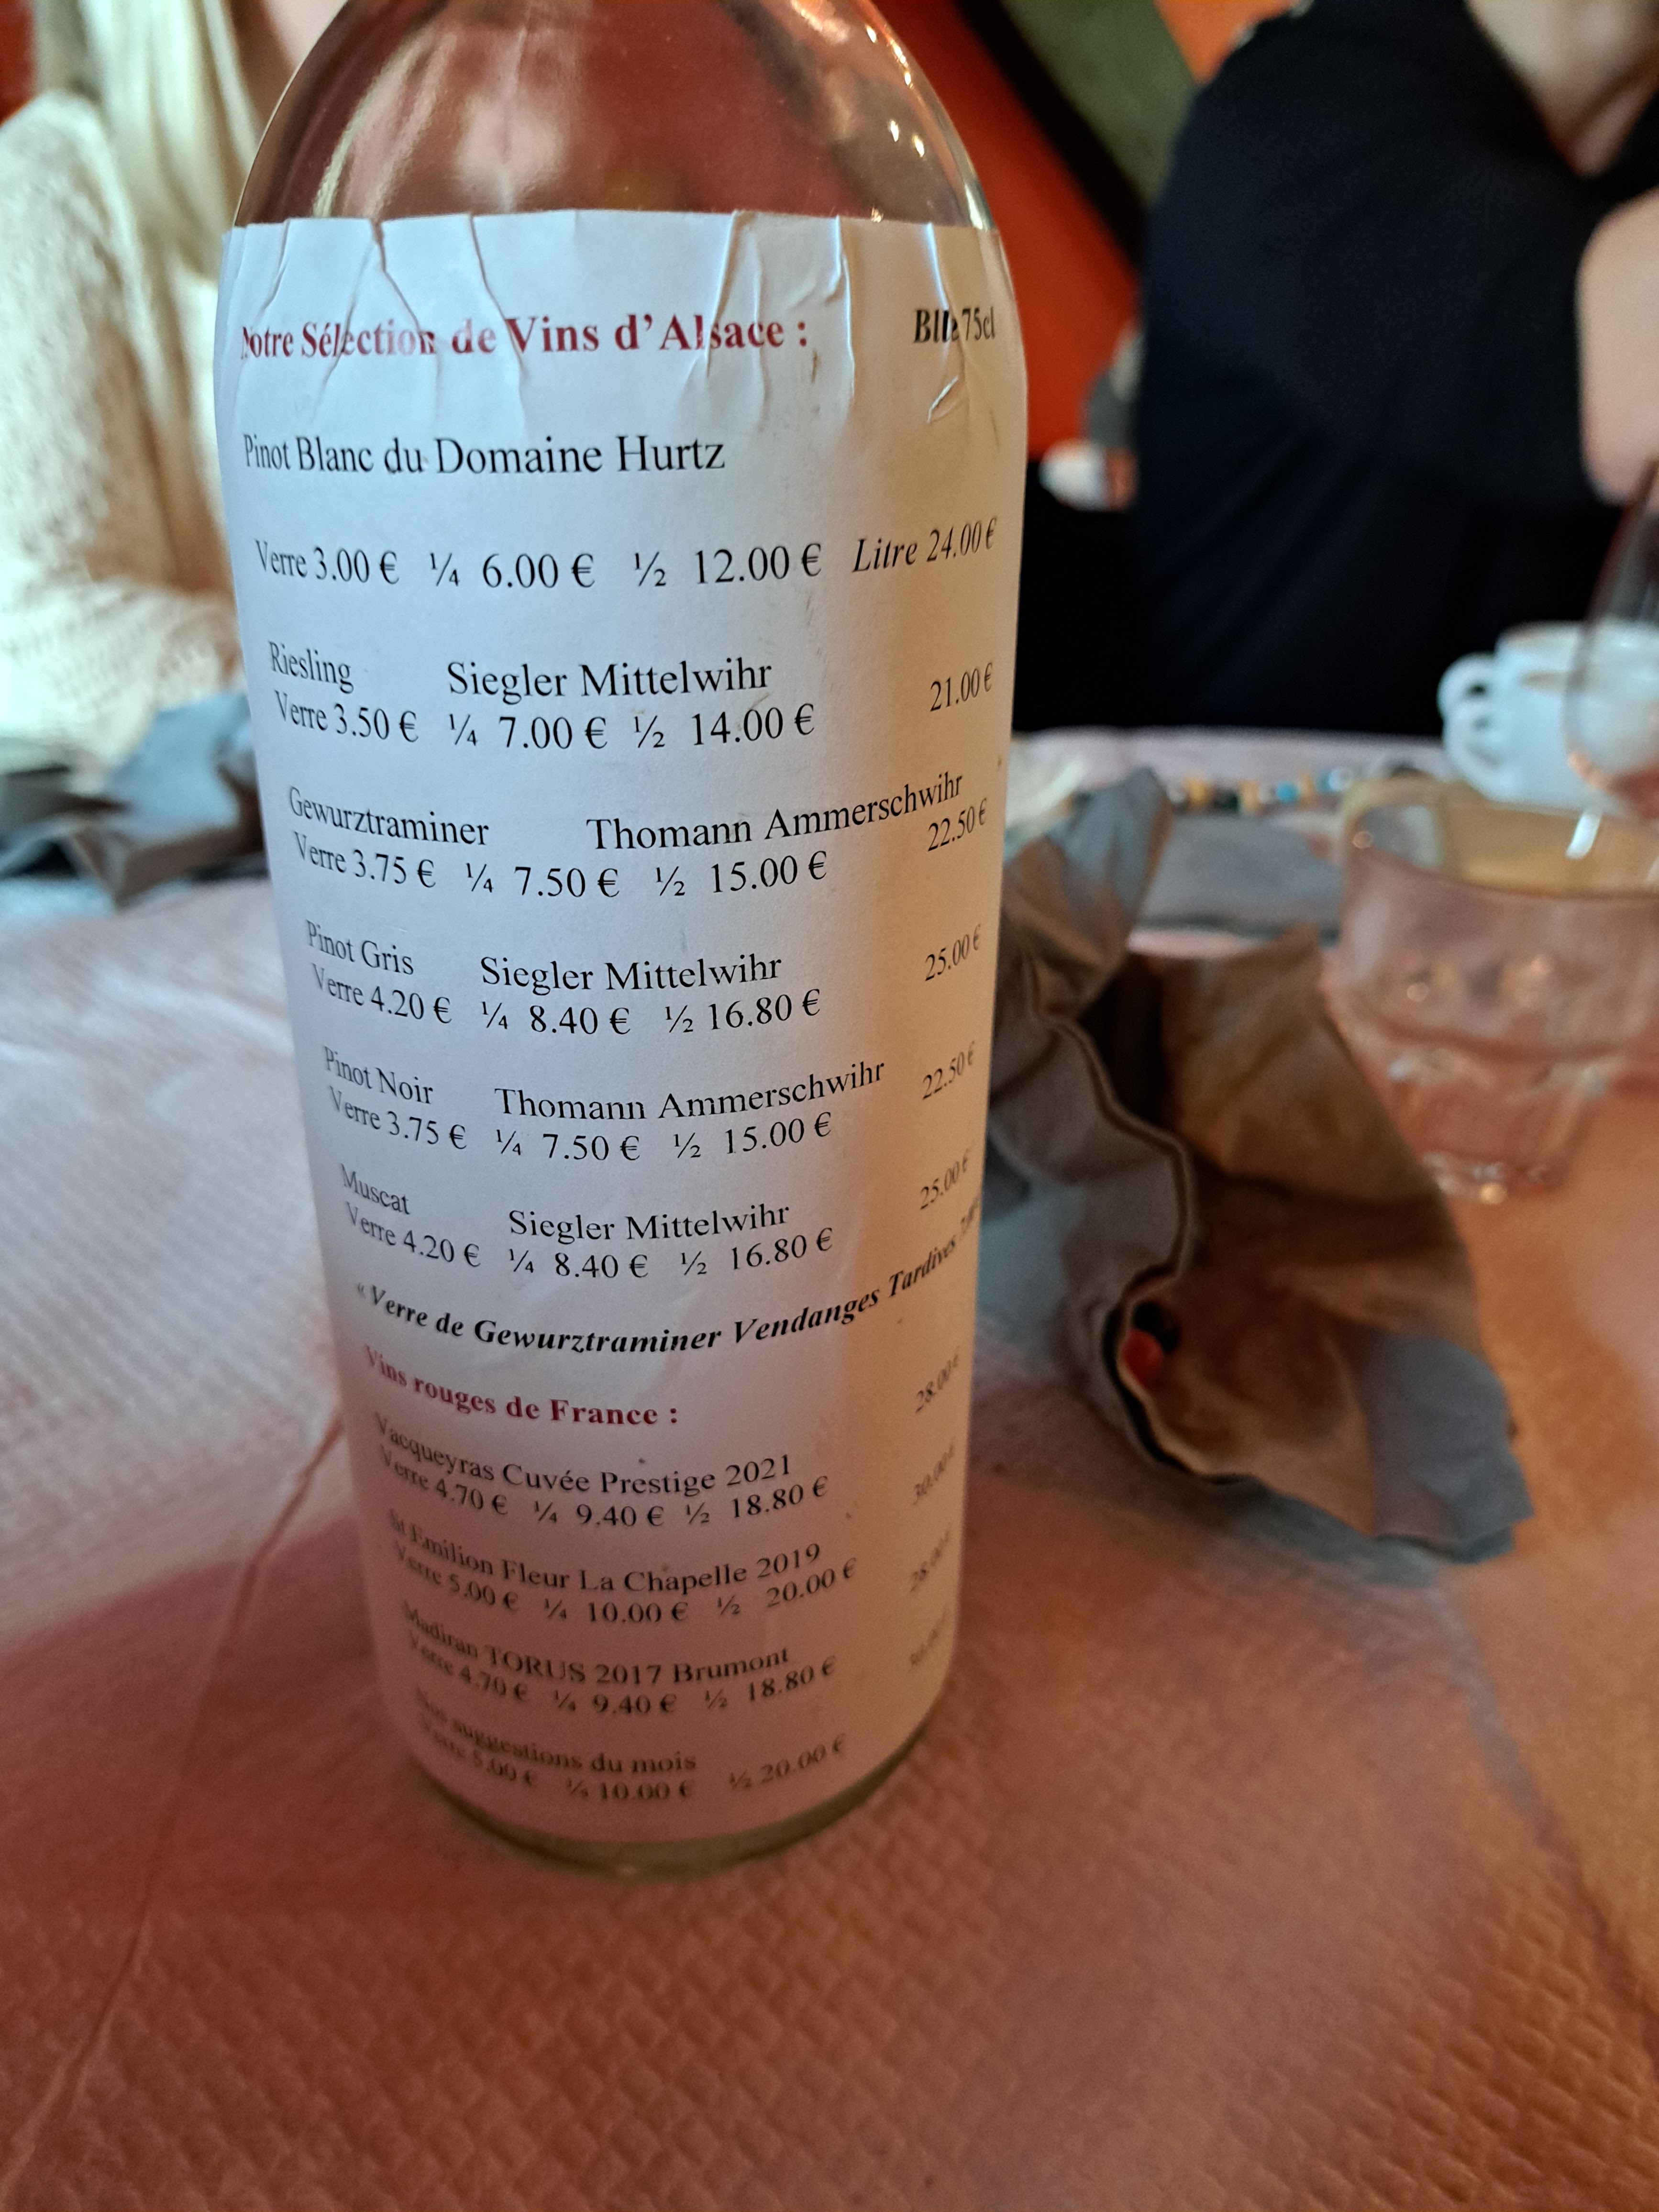 Notre Sélection de Vins d'Alsace : Blle 75cl
Pinot Blanc du Domaine Hurtz
Verre 3.00 € ¼ 6.00 € ½ 12.00 € Litre 24.00 €
Riesling Siegler Mittelwihr
Verre 3.50 € ¼ 7.00 € ½ 14.00 € 21.00 €
Gewurztraminer Thomann Ammerschwihr
Verre 3.75 € ¼ 7.50 € ½ 15.00 € 22.50 €
Pinot Gris Siegler Mittelwihr
Verre 4.20 € ¼ 8.40 € ½ 16.80 € 25.00 €
Pinot Noir Thomann Ammerschwihr
Verre 3.75 € ¼ 7.50 € ½ 15.00 € 22.50 €
Muscat Siegler Mittelwihr
Verre 4.20 € ¼ 8.40 € ½ 16.80 € 25.00 €
« Verre de Gewurztraminer Vendanges Tardives
Vins rouges de France :
Vacqueyras Cuvée Prestige 2021
Verre 4.70 € ¼ 9.40 € ½ 18.80 € 28.00 €
St Emilion Fleur La Chapelle 2019
Verre 5.00 € ¼ 10.00 € ½ 20.00 € 30.00 €
Madiran TORUS 2017 Brumont
Verre 4.70 € ¼ 9.40 € ½ 18.80 € 28.00 €
Nos suggestions du mois
Verre 5.00 € ¼ 10.00 € ½ 20.00 €